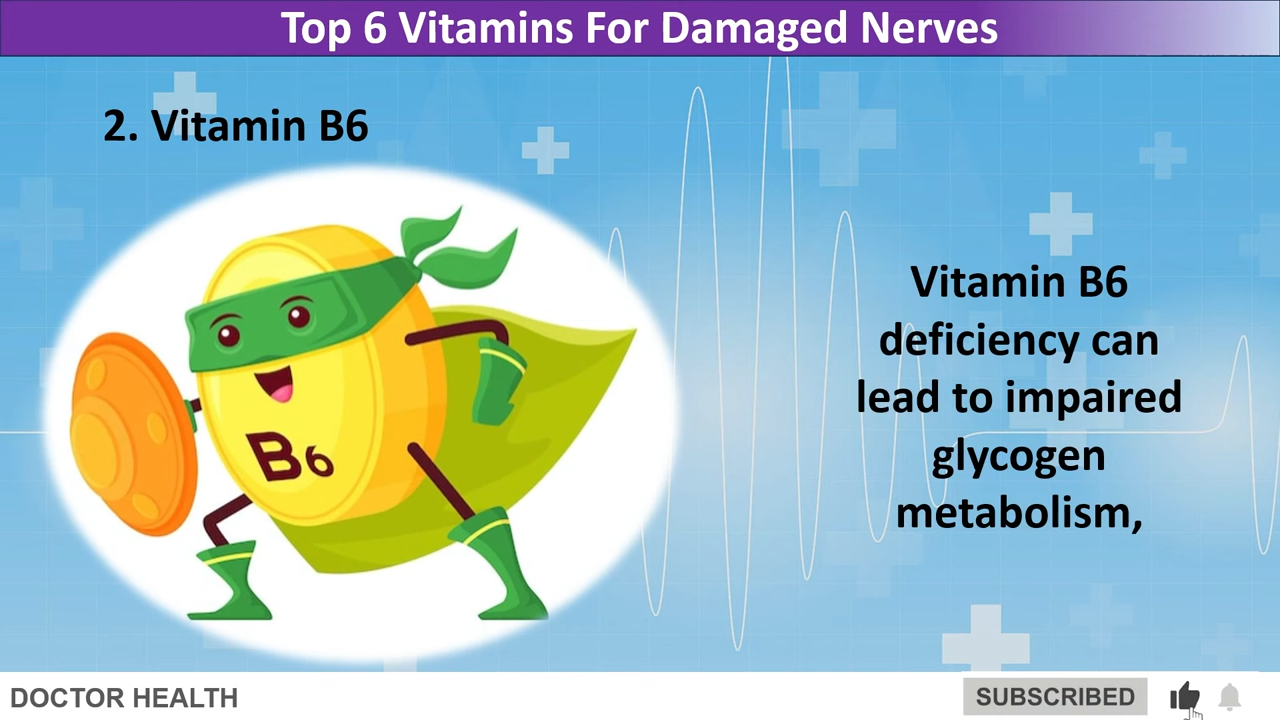 Top 6 Vitamins For Damaged Nerves
2. Vitamin B6
B6
Vitamin B6
deficiency can
lead to impaired
glycogen
metabolism,
DOCTOR HEALTH
SUBSCRIBED